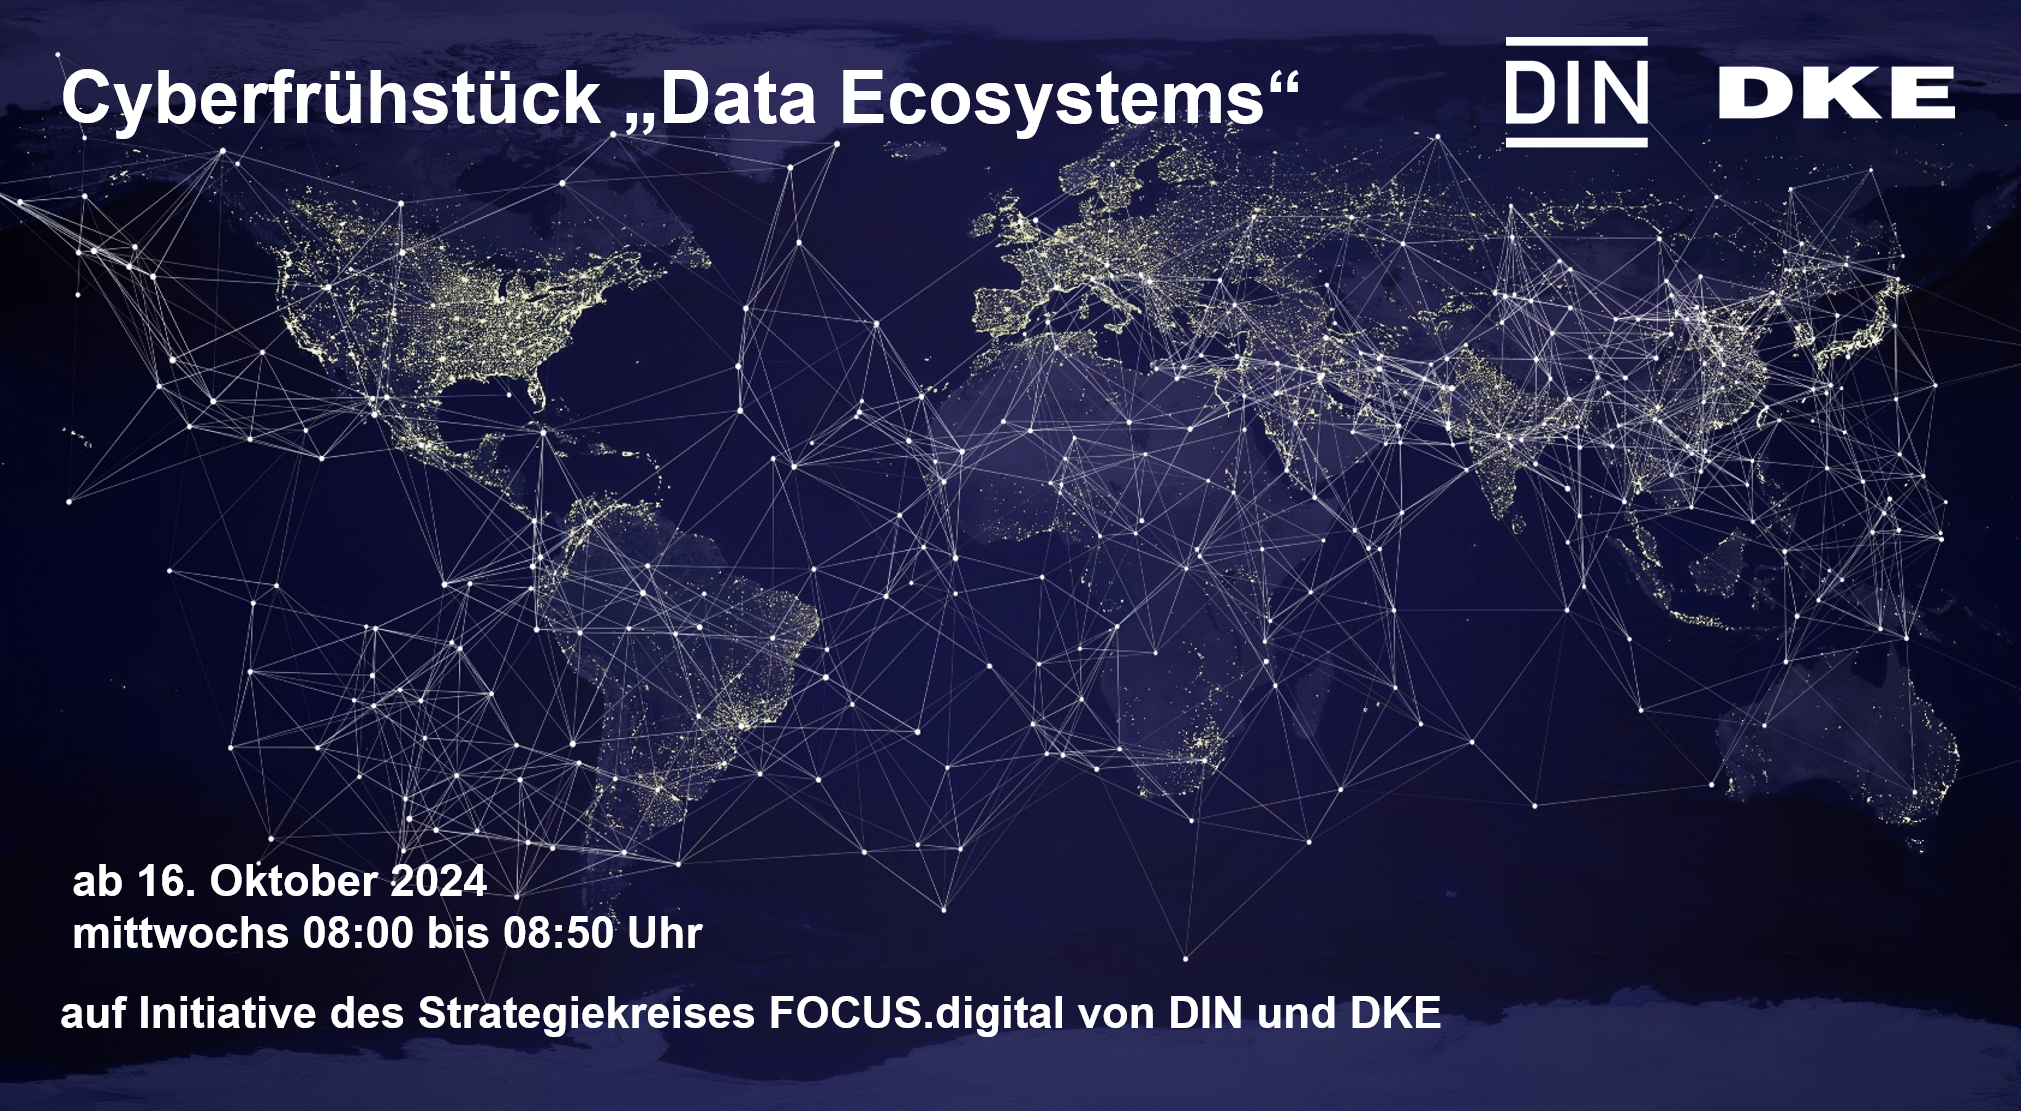 Cyberfrühstück „Data Ecosystems“
DIN
DKE
ab 16. Oktober 2024
mittwochs 08:00 bis 08:50 Uhr
auf Initiative des Strategiekreises FOCUS.digital von DIN und DKE